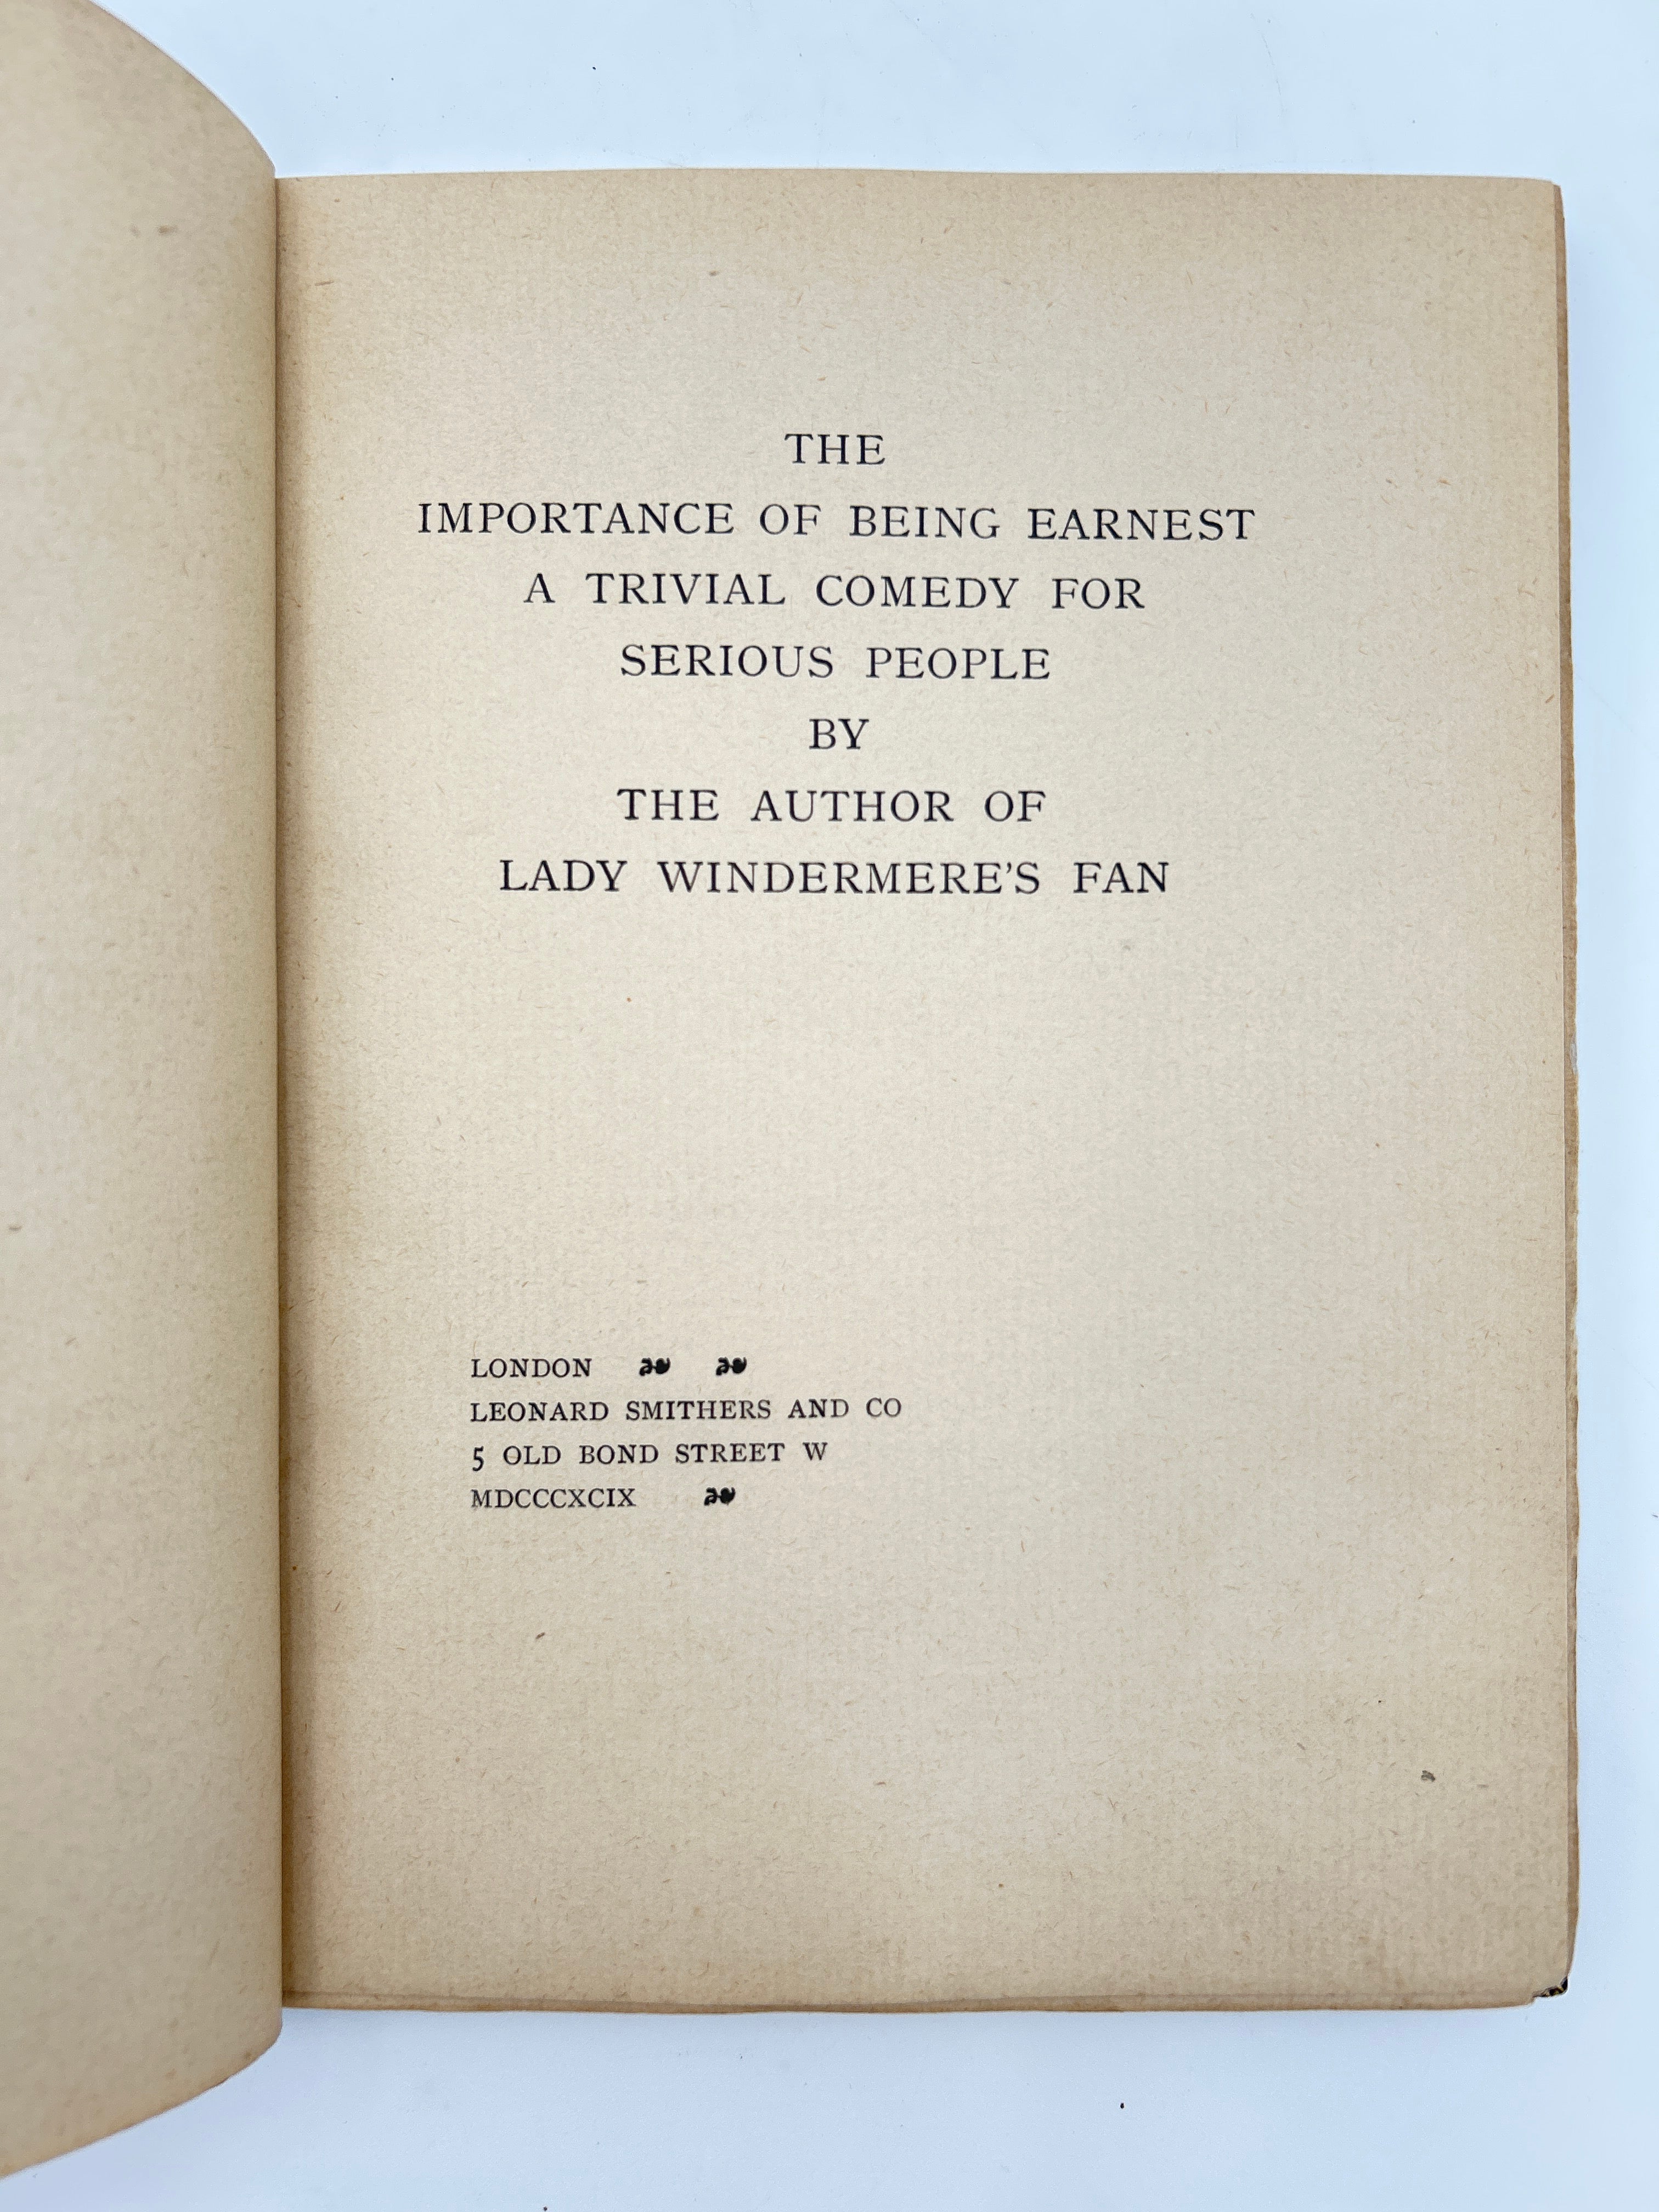 THE
IMPORTANCE OF BEING EARNEST
A TRIVIAL COMEDY FOR
SERIOUS PEOPLE
BY
THE AUTHOR OF
LADY WINDERMERE'S FAN
LONDON ❧ ❧
LEONARD SMITHERS AND CO
5 OLD BOND STREET W
MDCCCXCIX ❧